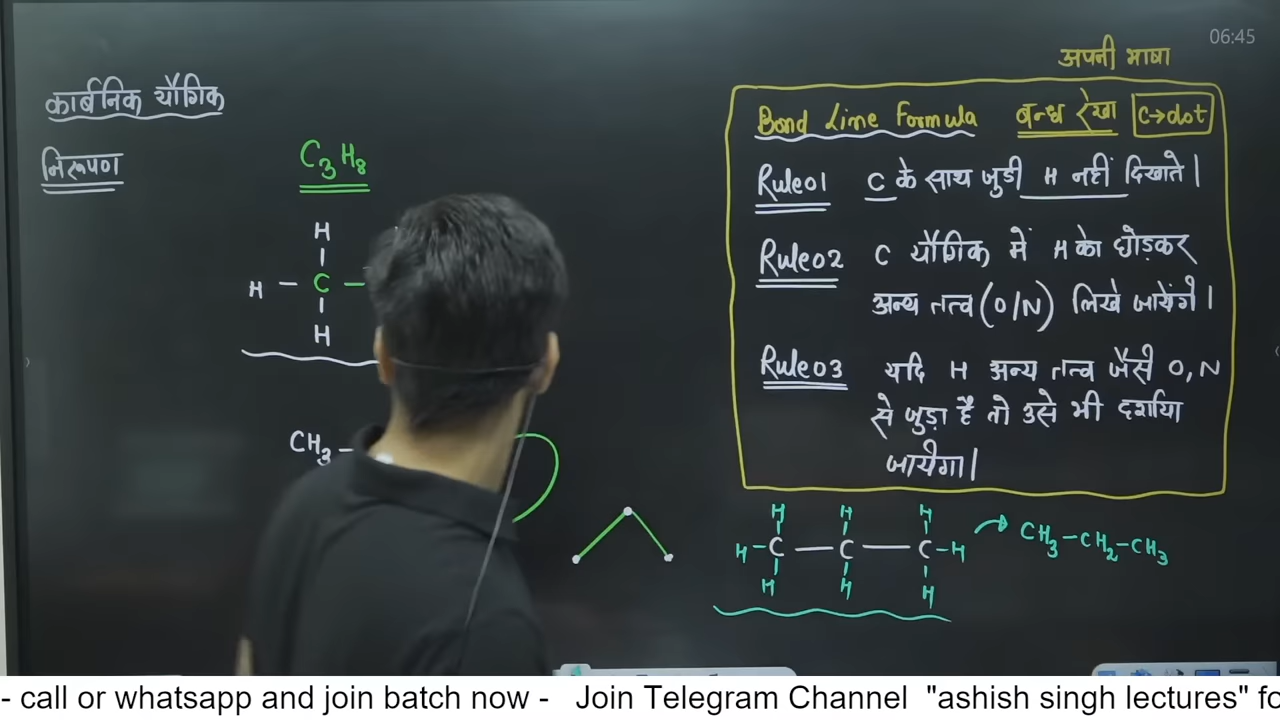 06:45
अपनी भाषा
कार्बनिक यौगिक
निरूपण
C3H8
H
H - C -
H
CH3 -
Bond Line Formula बन्ध रेखा C→dot
Rule01 C के साथ जुडी H नहीं दिखाते।
Rule02 C यौगिक में H को छोड़कर
अन्य तत्व (O/N) लिखे जायेंगे।
Rule03 यदि H अन्य तत्व जैसे O, N
से जुड़ा है तो उसे भी दर्शाया
जायेगा।
H H H
H - C - C - C - H
H H H
CH3 - CH2 - CH3
- call or whatsapp and join batch now - Join Telegram Channel "ashish singh lectures" fo